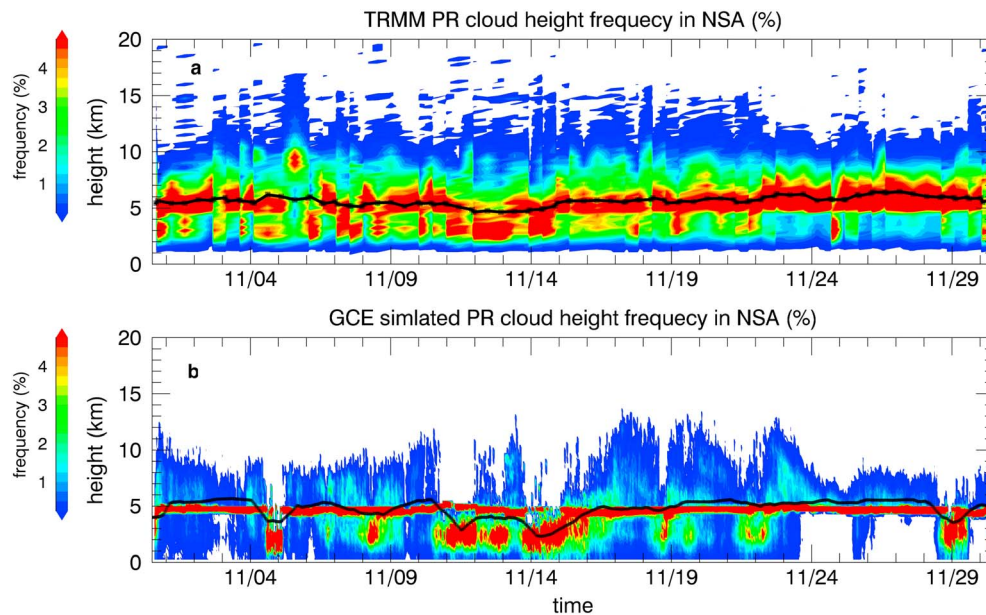 TRMM PR cloud height frequecy in NSA (%)
a
frequency (%)
4
3
2
1
height (km)
20
15
10
5
0
11/04 11/09 11/14 11/19 11/24 11/29
GCE simlated PR cloud height frequecy in NSA (%)
b
frequency (%)
4
3
2
1
height (km)
20
15
10
5
0
11/04 11/09 11/14 11/19 11/24 11/29
time